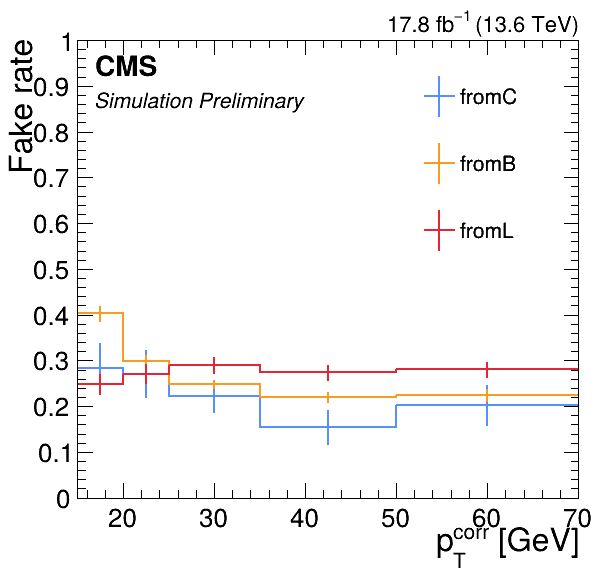 17.8 fb⁻¹ (13.6 TeV)
CMS
Simulation Preliminary
Fake rate
fromC
fromB
fromL
1
0.9
0.8
0.7
0.6
0.5
0.4
0.3
0.2
0.1
0
20 30 40 50 60 70
p_T^corr [GeV]